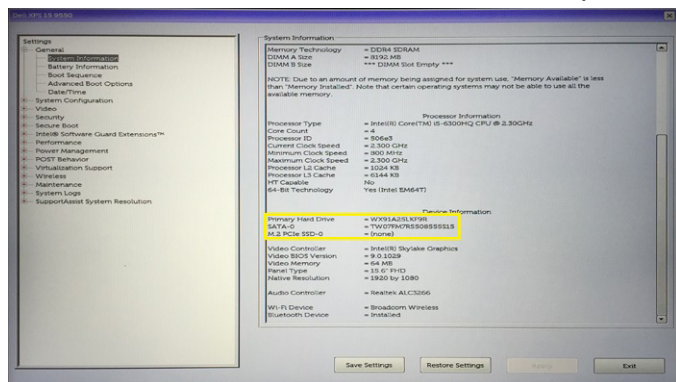 Dell XPS 15 9550
Settings
General
System Information
Battery Information
Boot Sequence
Advanced Boot Options
Date/Time
System Configuration
Video
Security
Secure Boot
Intel® Software Guard Extensions™
Performance
Power Management
POST Behavior
Virtualization Support
Wireless
Maintenance
System Logs
SupportAssist System Resolution
System Information
Memory Technology = DDR4 SDRAM
DIMM A Size = 8192 MB
DIMM B Size *** DIMM Slot Empty ***
NOTE: Due to an amount of memory being assigned for system use, "Memory Available" is less
than "Memory Installed". Note that certain operating systems may not be able to use all the
available memory.
Processor Information
Processor Type = Intel(R) Core(TM) i5-6300HQ CPU @ 2.30GHz
Core Count = 4
Processor ID = 506e3
Current Clock Speed = 2.300 GHz
Minimum Clock Speed = 800 MHz
Maximum Clock Speed = 2.300 GHz
Processor L2 Cache = 1024 KB
Processor L3 Cache = 6144 KB
HT Capable No
64-Bit Technology Yes (Intel EM64T)
Device Information
Primary Hard Drive =
SATA-0 =
M.2 PCIe SSD-0 = (none)
Video Controller = Intel(R) Skylake Graphics
Video BIOS Version = 9.0.1029
Video Memory = 64 MB
Panel Type = 15.6" FHD
Native Resolution = 1920 by 1080
Audio Controller = Realtek ALC3266
Wi-Fi Device = Broadcom Wireless
Bluetooth Device = Installed
Save Settings
Restore Settings
Apply
Exit